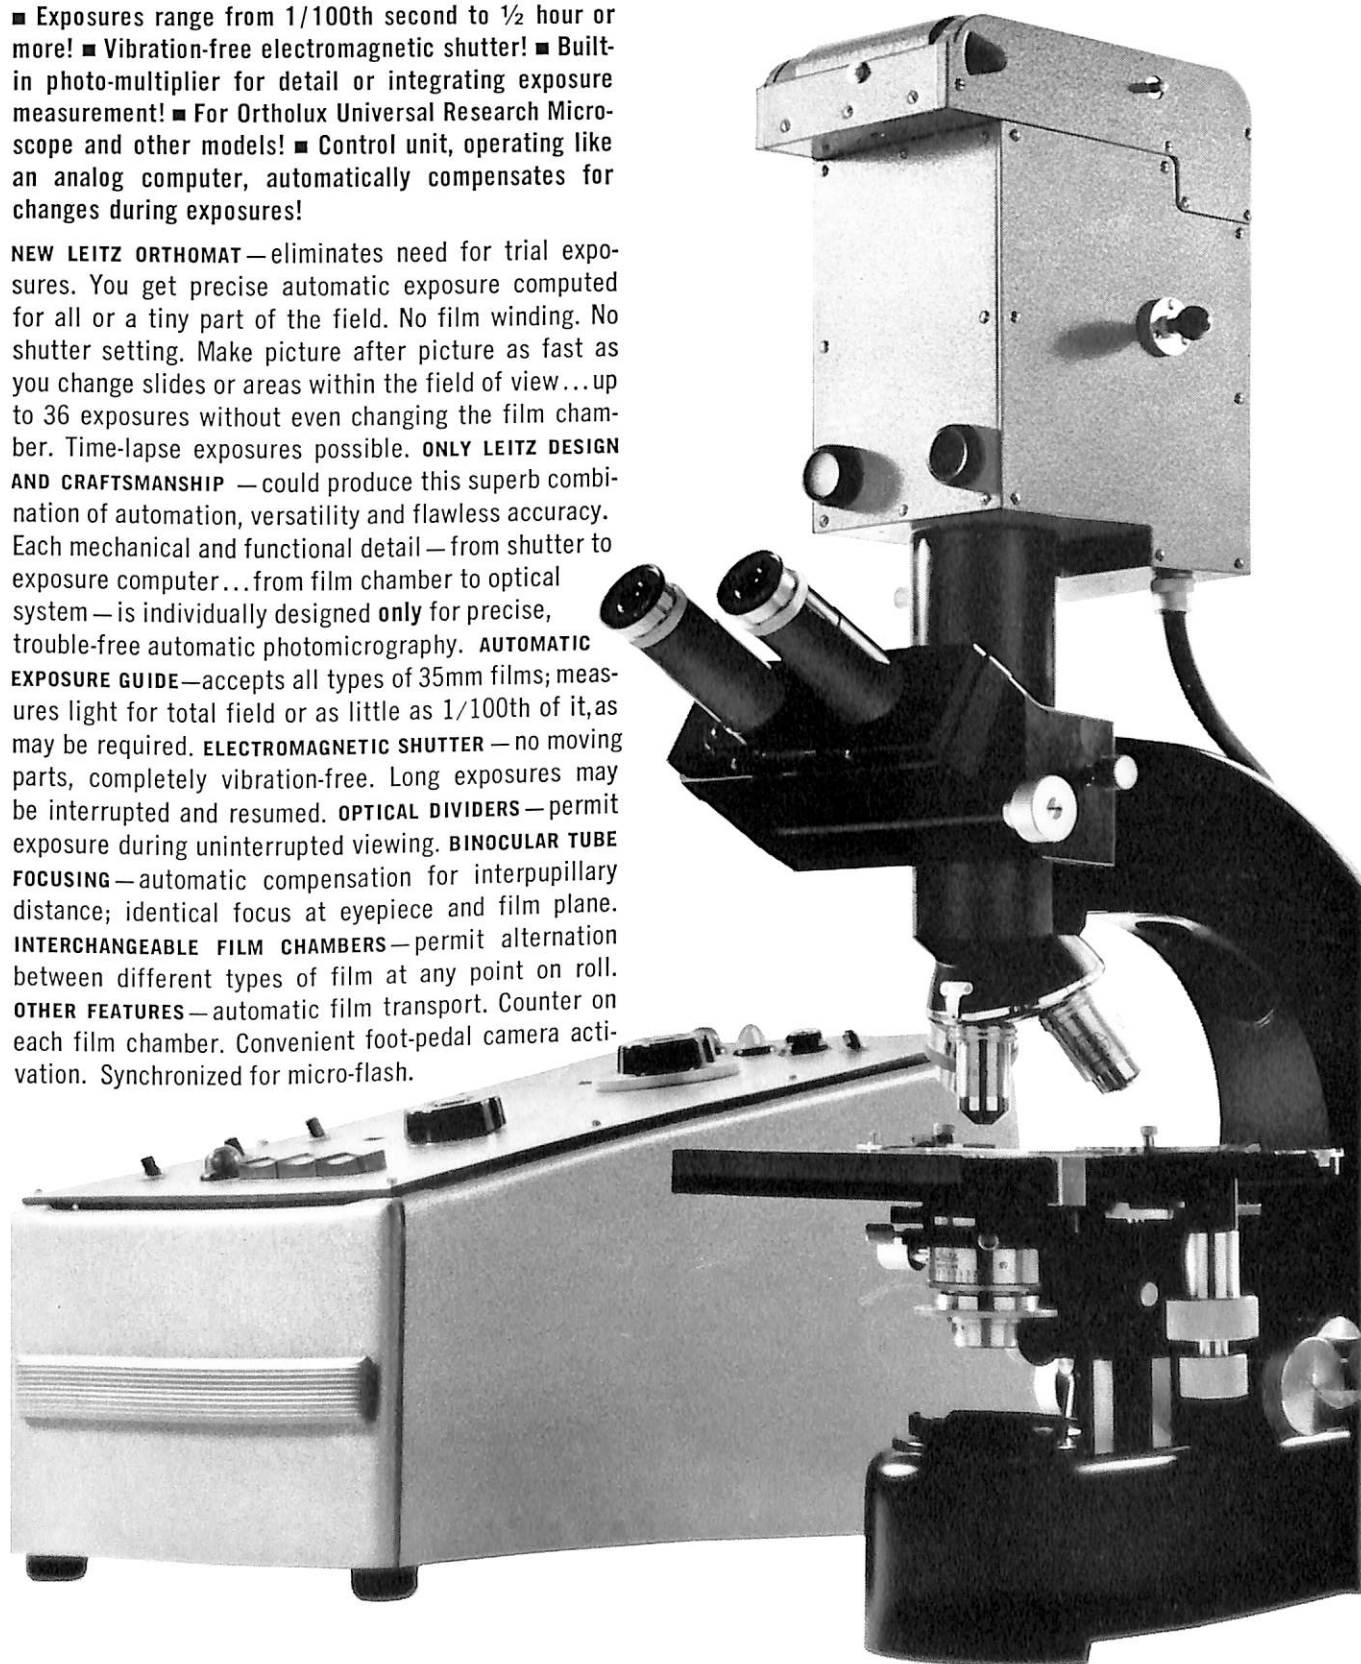 ■ Exposures range from 1/100th second to ½ hour or
more! ■ Vibration-free electromagnetic shutter! ■ Built-
in photo-multiplier for detail or integrating exposure
measurement! ■ For Ortholux Universal Research Micro-
scope and other models! ■ Control unit, operating like
an analog computer, automatically compensates for
changes during exposures!
NEW LEITZ ORTHOMAT—eliminates need for trial expo-
sures. You get precise automatic exposure computed
for all or a tiny part of the field. No film winding. No
shutter setting. Make picture after picture as fast as
you change slides or areas within the field of view...up
to 36 exposures without even changing the film cham-
ber. Time-lapse exposures possible. ONLY LEITZ DESIGN
AND CRAFTSMANSHIP —could produce this superb combi-
nation of automation, versatility and flawless accuracy.
Each mechanical and functional detail—from shutter to
exposure computer...from film chamber to optical
system—is individually designed only for precise,
trouble-free automatic photomicrography. AUTOMATIC
EXPOSURE GUIDE—accepts all types of 35mm films; meas-
ures light for total field or as little as 1/100th of it,as
may be required. ELECTROMAGNETIC SHUTTER —no moving
parts, completely vibration-free. Long exposures may
be interrupted and resumed. OPTICAL DIVIDERS—permit
exposure during uninterrupted viewing. BINOCULAR TUBE
FOCUSING—automatic compensation for interpupillary
distance; identical focus at eyepiece and film plane.
INTERCHANGEABLE FILM CHAMBERS—permit alternation
between different types of film at any point on roll.
OTHER FEATURES—automatic film transport. Counter on
each film chamber. Convenient foot-pedal camera acti-
vation. Synchronized for micro-flash.